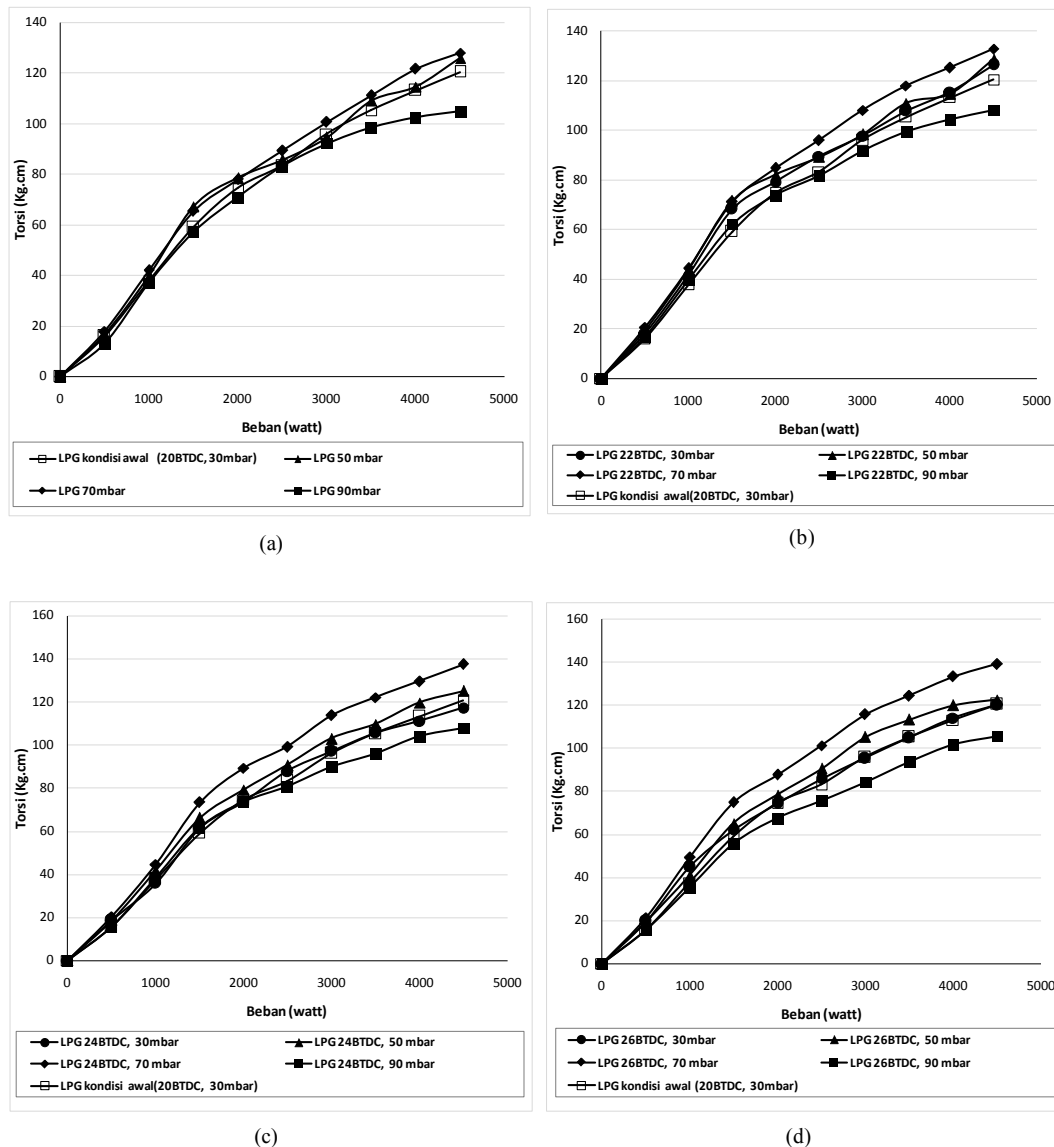 140
120
100
80
60
40
20
0
Torsi (Kg.cm)
0 1000 2000 3000 4000 5000
Beban (watt)
LPG kondisi awal (20BTDC, 30mbar) LPG 50 mbar
LPG 70mbar LPG 90mbar
(a)
140
120
100
80
60
40
20
0
Torsi (Kg.cm)
0 1000 2000 3000 4000 5000
Beban (watt)
LPG 22BTDC, 30mbar LPG 22BTDC, 50 mbar
LPG 22BTDC, 70 mbar LPG 22BTDC, 90 mbar
LPG kondisi awal(20BTDC, 30mbar)
(b)
160
140
120
100
80
60
40
20
0
Torsi (Kg.cm)
0 1000 2000 3000 4000 5000
Beban (watt)
LPG 24BTDC, 30mbar LPG 24BTDC, 50 mbar
LPG 24BTDC, 70 mbar LPG 24BTDC, 90 mbar
LPG kondisi awal(20BTDC, 30mbar)
(c)
160
140
120
100
80
60
40
20
0
Torsi (Kg.cm)
0 1000 2000 3000 4000 5000
Beban (watt)
LPG 26BTDC, 30mbar LPG 26BTDC, 50 mbar
LPG 26BTDC, 70 mbar LPG 26BTDC, 90 mbar
LPG kondisi awal (20BTDC, 30mbar)
(d)